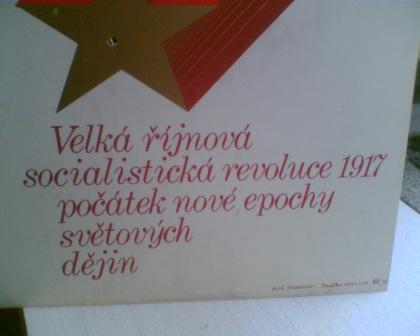 Velká říjnová
socialistická revoluce 1917
počátek nové epochy
světových
dějin